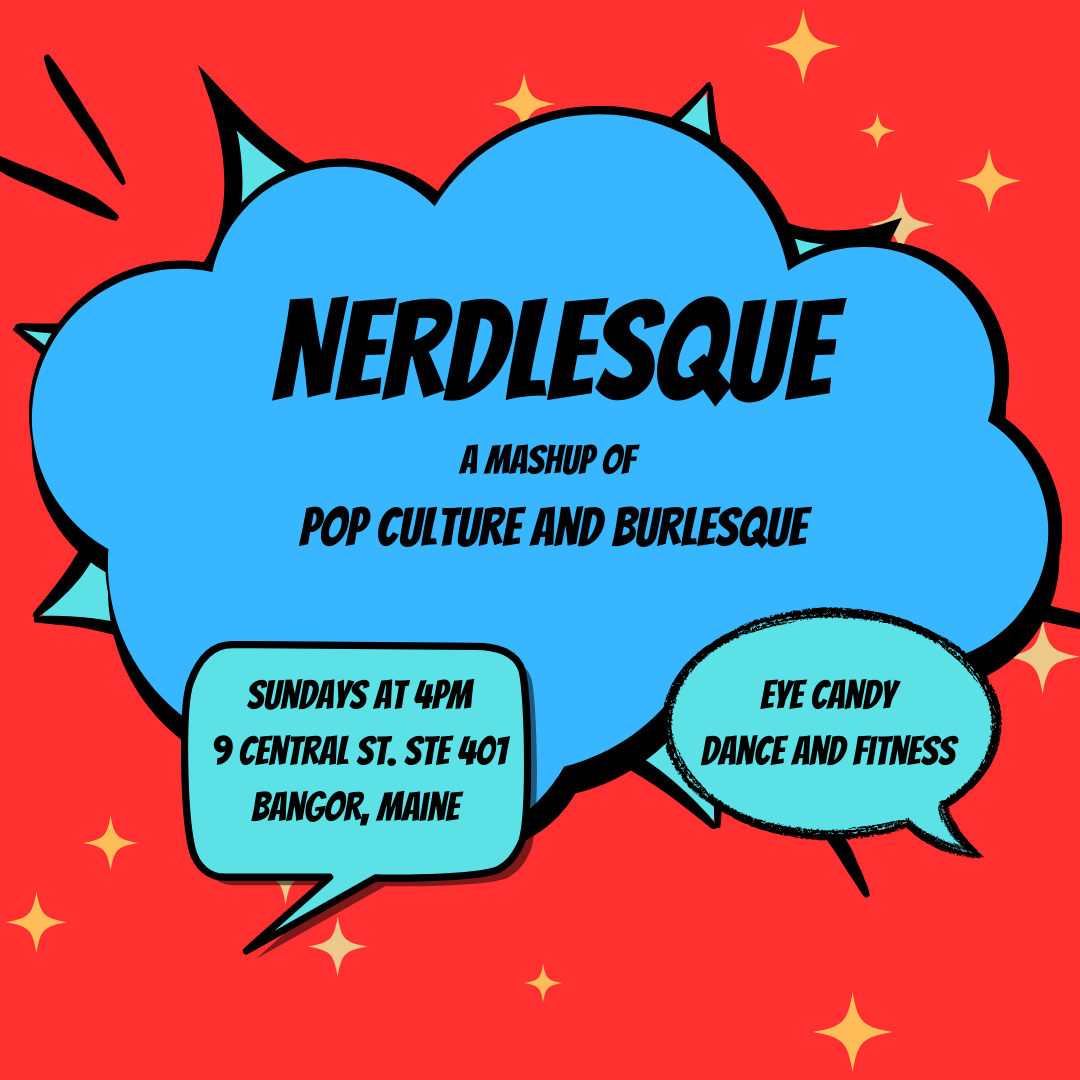 NERDLESQUE
A MASHUP OF
POP CULTURE AND BURLESQUE
SUNDAYS AT 4PM
9 CENTRAL ST. STE 401
BANGOR, MAINE
EYE CANDY
DANCE AND FITNESS